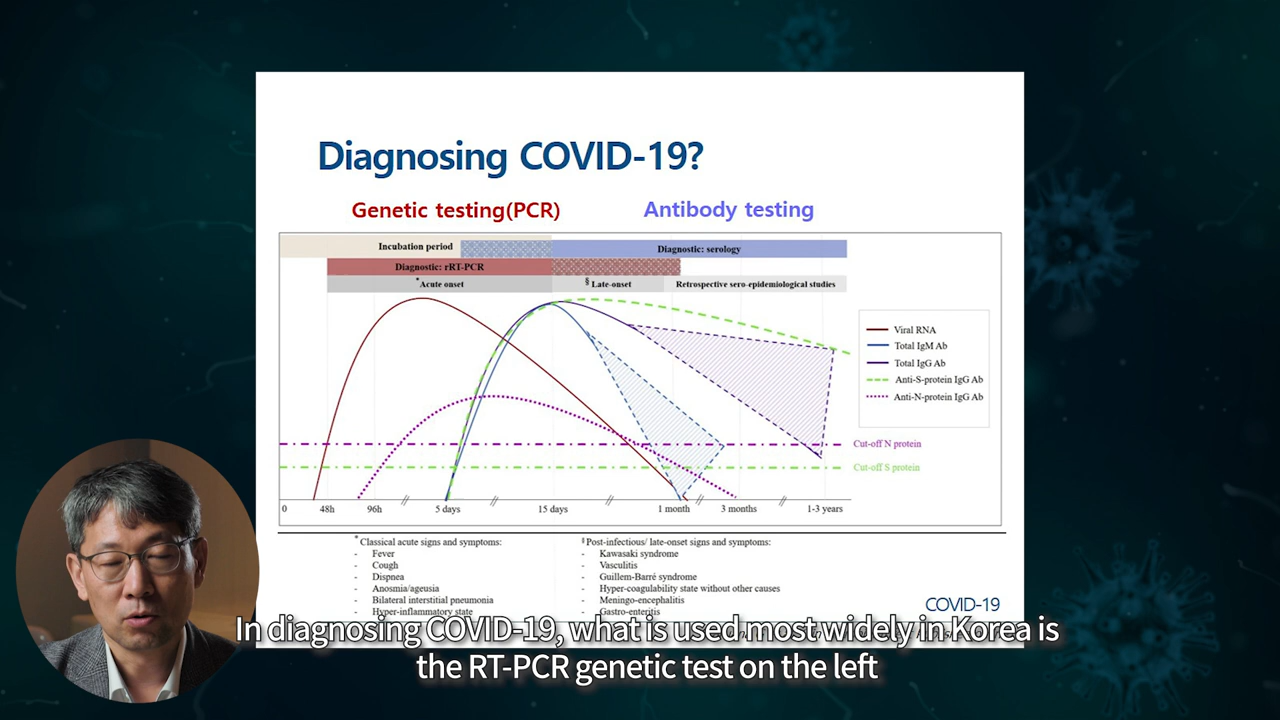 Diagnosing COVID-19?
Genetic testing(PCR)
Antibody testing
Incubation period
Diagnostic: serology
Diagnostic: rRT-PCR
*Acute onset
§ Late-onset
Retrospective sero-epidemiological studies
Viral RNA
Total IgM Ab
Total IgG Ab
Anti-S-protein IgG Ab
Anti-N-protein IgG Ab
Cut-off N protein
Cut-off S protein
0 48h 96h 5 days 15 days 1 month 3 months 1-3 years
*Classical acute signs and symptoms:
- Fever
- Cough
- Dispnea
- Anosmia/ageusia
- Bilateral interstitial pneumonia
- Hyper-inflammatory state
§ Post-infectious/ late-onset signs and symptoms:
- Kawasaki syndrome
- Vasculitis
- Guillem-Barré syndrome
- Hyper-coagulability state without other causes
- Meningo-encephalitis
- Gastro-enteritis
COVID-19
In diagnosing COVID-19, what is used most widely in Korea is
the RT-PCR genetic test on the left